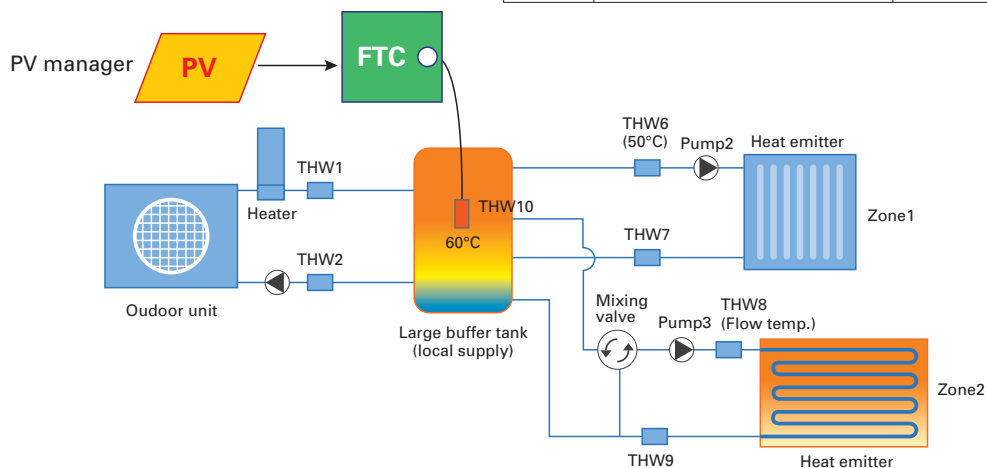 PV manager
PV
FTC
THW1
Heater
THW2
Oudoor unit
THW10
60°C
Large buffer tank
(local supply)
THW6
(50°C)
Pump2
Heat emitter
Zone1
THW7
Mixing
valve
Pump3
THW8
(Flow temp.)
Zone2
THW9
Heat emitter